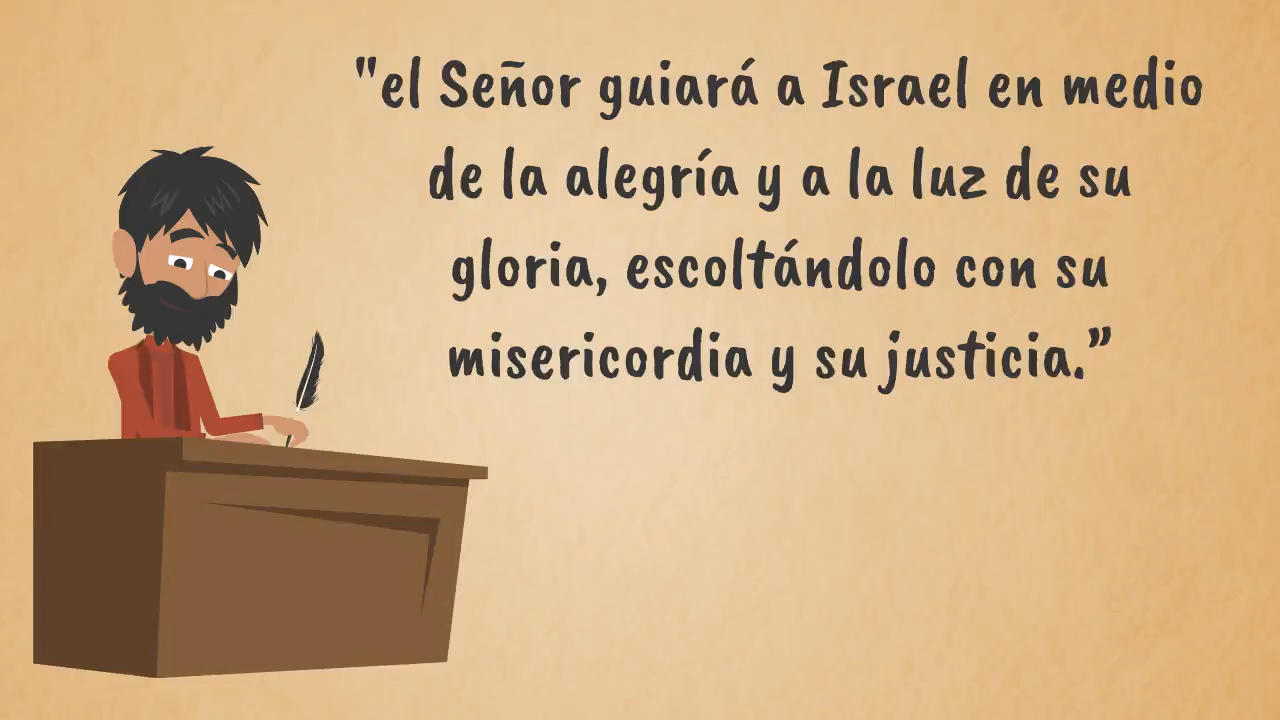 "el Señor guiará a Israel en medio
de la alegría y a la luz de su
gloria, escoltándolo con su
misericordia y su justicia.”